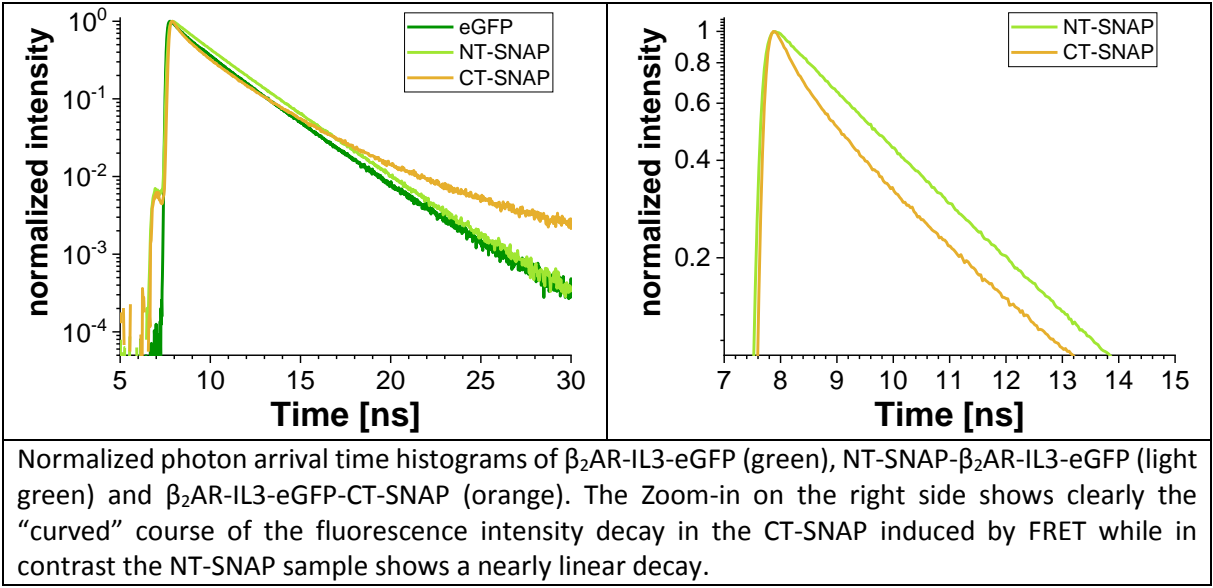 10⁰
10⁻¹
10⁻²
10⁻³
10⁻⁴
normalized intensity
eGFP
NT-SNAP
CT-SNAP
5 10 15 20 25 30
Time [ns]
1
0.8
0.6
0.4
0.2
normalized intensity
NT-SNAP
CT-SNAP
7 8 9 10 11 12 13 14 15
Time [ns]
Normalized photon arrival time histograms of β₂AR-IL3-eGFP (green), NT-SNAP-β₂AR-IL3-eGFP (light
green) and β₂AR-IL3-eGFP-CT-SNAP (orange). The Zoom-in on the right side shows clearly the
“curved” course of the fluorescence intensity decay in the CT-SNAP induced by FRET while in
contrast the NT-SNAP sample shows a nearly linear decay.